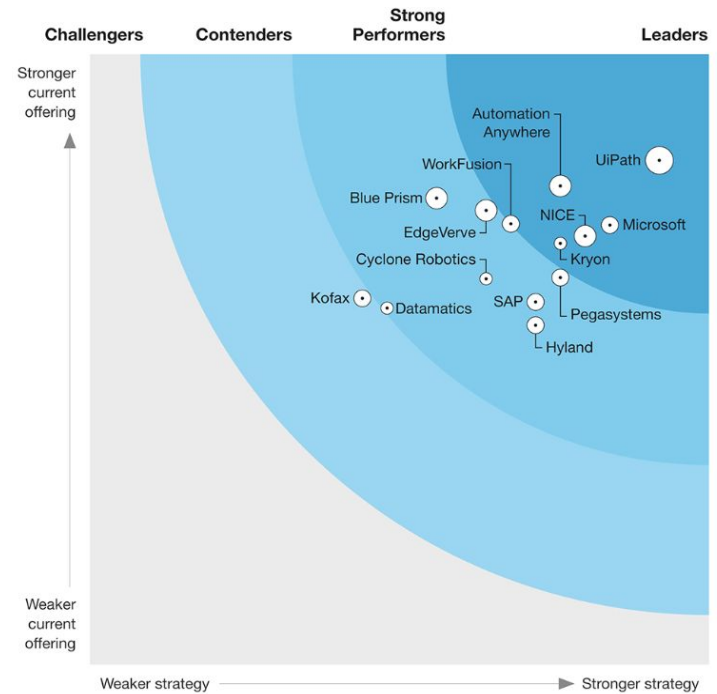 Challengers
Contenders
Strong
Performers
Leaders
Stronger
current
offering
Automation
Anywhere
UiPath
WorkFusion
Blue Prism
NICE
Microsoft
EdgeVerve
Cyclone Robotics
Kryon
Kofax
Datamatics
SAP
Pegasystems
Hyland
Weaker
current
offering
Weaker strategy
Stronger strategy